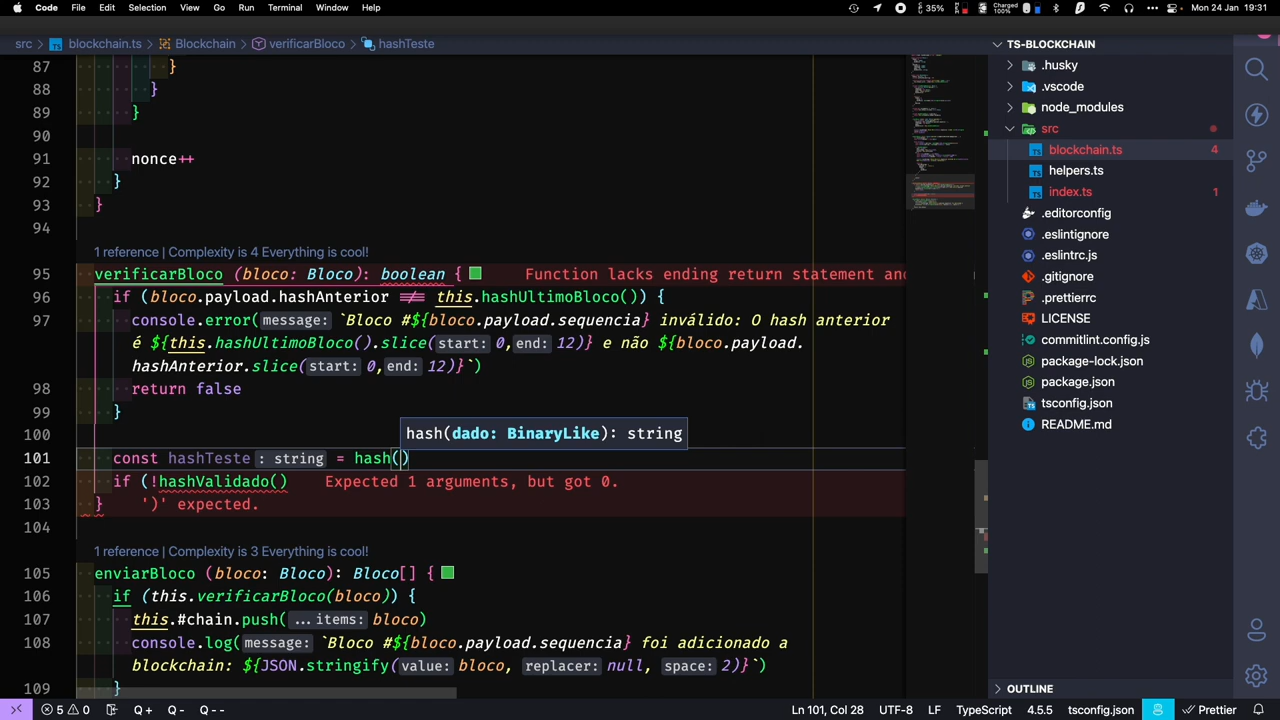 Code File Edit Selection View Go Run Terminal Window Help 35% Charged 100% Mon 24 Jan 19:31
src > TS blockchain.ts > Blockchain > verificarBloco > hashTeste
87 }
88 }
89 }
90
91 nonce++
92 }
93 }
94
1 reference | Complexity is 4 Everything is cool!
95 verificarBloco (bloco: Bloco): boolean { Function lacks ending return statement and
96 if (bloco.payload.hashAnterior !== this.hashUltimoBloco()) {
97 console.error(message: `Bloco #${bloco.payload.sequencia} inválido: O hash anterior
é ${this.hashUltimoBloco().slice(start: 0,end: 12)} e não ${bloco.payload.
hashAnterior.slice(start: 0,end: 12)}`)
98 return false
99 }
100
hash(dado: BinaryLike): string
101 const hashTeste : string = hash()
102 if (!hashValidado() Expected 1 arguments, but got 0.
103 } ')' expected.
104
1 reference | Complexity is 3 Everything is cool!
105 enviarBloco (bloco: Bloco): Bloco[] {
106 if (this.verificarBloco(bloco)) {
107 this.#chain.push(...items: bloco)
108 console.log(message: `Bloco #${bloco.payload.sequencia} foi adicionado a
blockchain: ${JSON.stringify(value: bloco, replacer: null, space: 2)}`)
109 }
TS-BLOCKCHAIN
.husky
.vscode
node_modules
src
TS blockchain.ts 4
TS helpers.ts
TS index.ts 1
.editorconfig
.eslintignore
.eslintrc.js
.gitignore
.prettierrc
LICENSE
commitlint.config.js
package-lock.json
package.json
tsconfig.json
README.md
OUTLINE
5 0 Q+ Q- Q-- Ln 101, Col 28 UTF-8 LF TypeScript 4.5.5 tsconfig.json Prettier